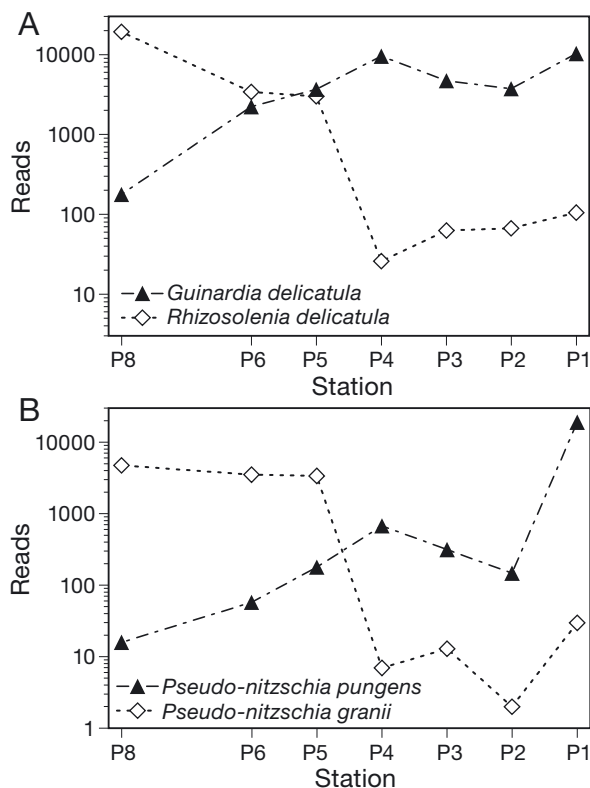 A
10000
1000
100
10
Reads
Guinardia delicatula
Rhizosolenia delicatula
P8 P6 P5 P4 P3 P2 P1
Station
B
10000
1000
100
10
1
Reads
Pseudo-nitzschia pungens
Pseudo-nitzschia granii
P8 P6 P5 P4 P3 P2 P1
Station